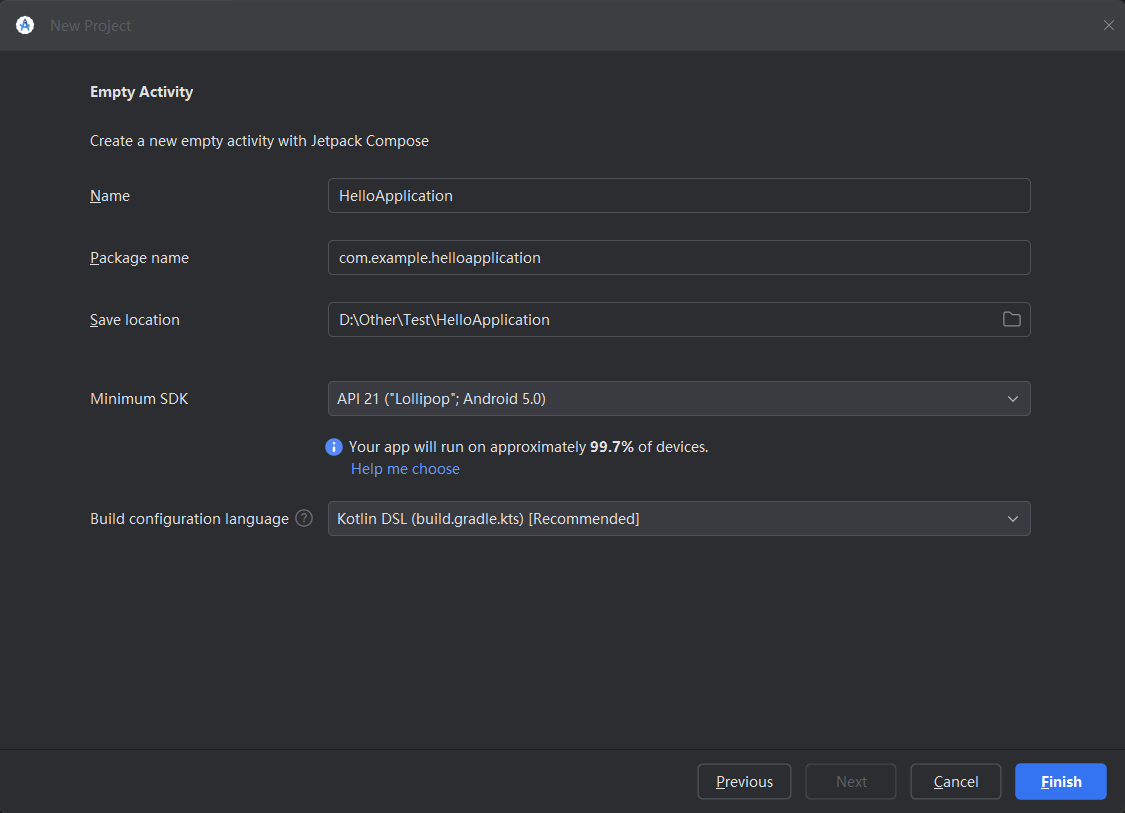 New Project
Empty Activity
Create a new empty activity with Jetpack Compose
Name HelloApplication
Package name com.example.helloapplication
Save location D:\Other\Test\HelloApplication
Minimum SDK API 21 ("Lollipop"; Android 5.0)
Your app will run on approximately 99.7% of devices.
Help me choose
Build configuration language ? Kotlin DSL (build.gradle.kts) [Recommended]
Previous Next Cancel Finish